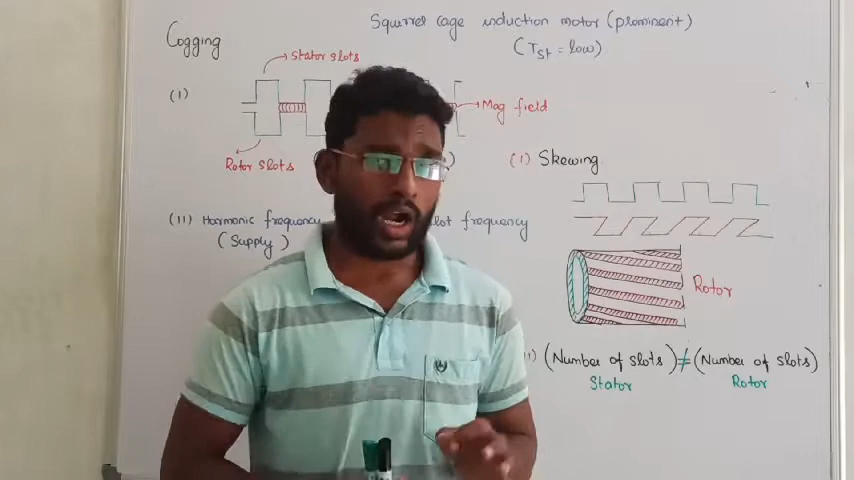 Squirrel cage induction motor (prominent)
(Tst = low)
Cogging
Stator slots
(I)
Mag field
Rotor slots
(I) Skewing
(II) Harmonic frequency
(Supply)
slot frequency
Rotor
(Number of slots) ≠ (Number of slots)
Stator
Rotor